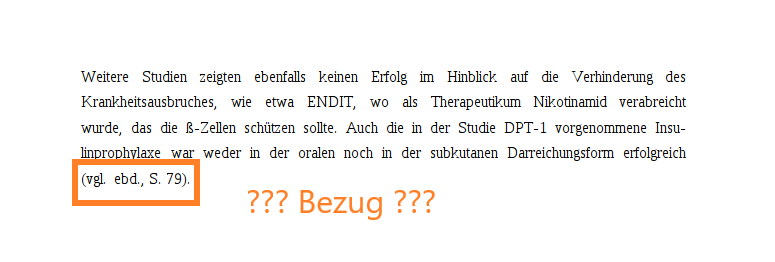 Weitere Studien zeigten ebenfalls keinen Erfolg im Hinblick auf die Verhinderung des
Krankheitsausbruches, wie etwa ENDIT, wo als Therapeutikum Nikotinamid verabreicht
wurde, das die ß-Zellen schützen sollte. Auch die in der Studie DPT-1 vorgenommene Insu-
linprophylaxe war weder in der oralen noch in der subkutanen Darreichungsform erfolgreich
(vgl. ebd., S. 79).
??? Bezug ???